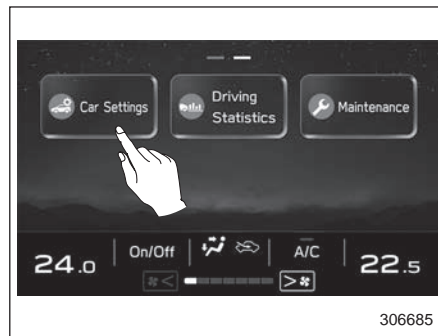 Car Settings
Driving
Statistics
Maintenance
24.0
On/Off
A/C
22.5
306685